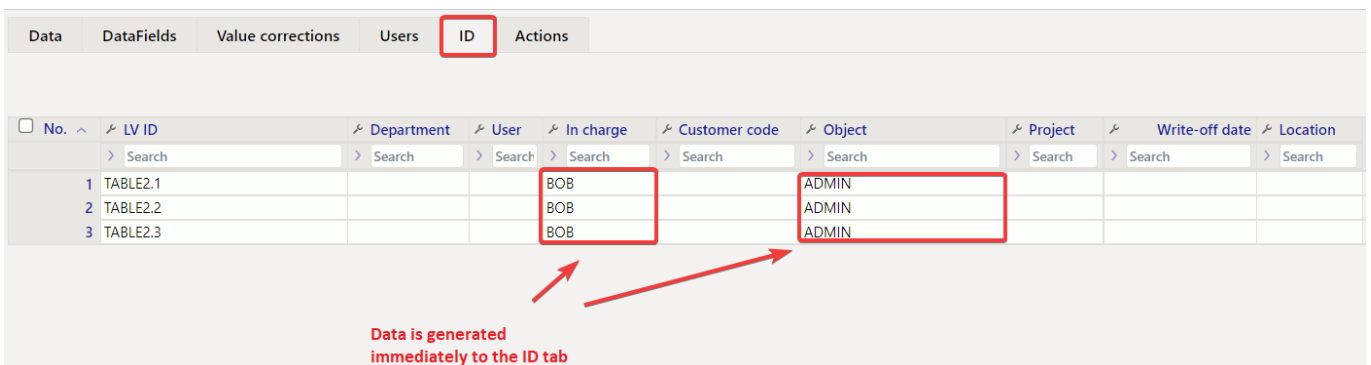 Data DataFields Value corrections Users ID Actions
No. LV ID Department User In charge Customer code Object Project Write-off date Location
Search Search Search Search Search Search Search Search Search
1 TABLE2.1 BOB ADMIN
2 TABLE2.2 BOB ADMIN
3 TABLE2.3 BOB ADMIN
Data is generated
immediately to the ID tab